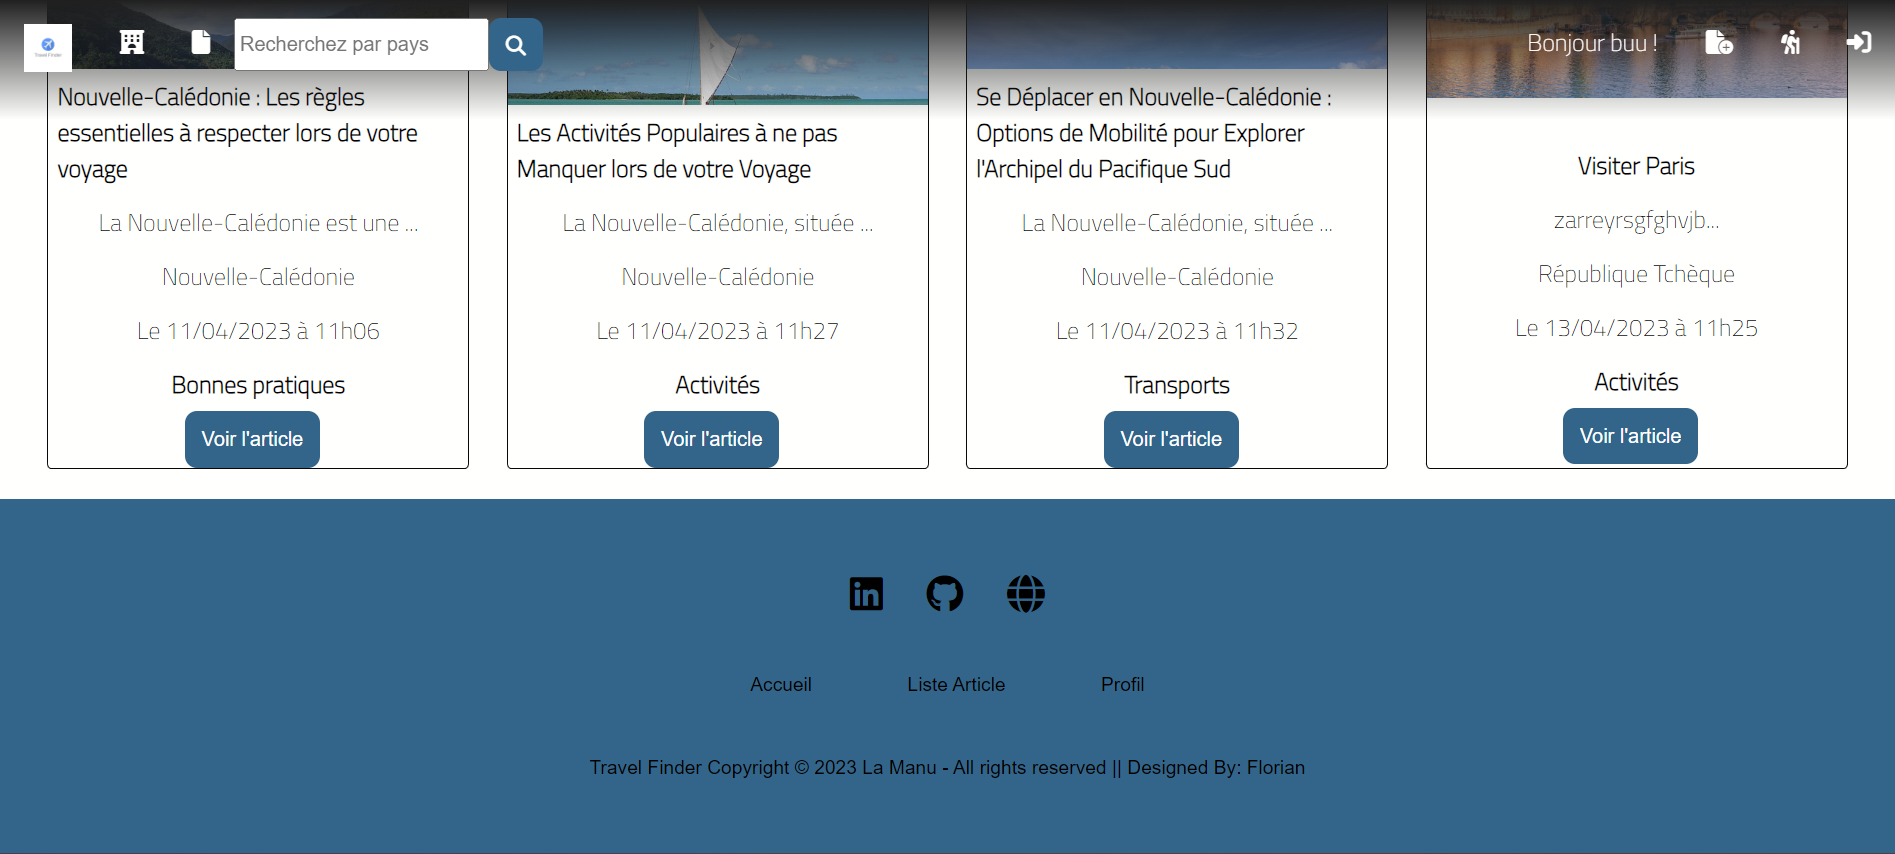 Travel Finder
Recherchez par pays
Bonjour buu !
Nouvelle-Calédonie : Les règles
essentielles à respecter lors de votre
voyage
La Nouvelle-Calédonie est une ...
Nouvelle-Calédonie
Le 11/04/2023 à 11h06
Bonnes pratiques
Voir l'article
Les Activités Populaires à ne pas
Manquer lors de votre Voyage
La Nouvelle-Calédonie, située ...
Nouvelle-Calédonie
Le 11/04/2023 à 11h27
Activités
Voir l'article
Se Déplacer en Nouvelle-Calédonie :
Options de Mobilité pour Explorer
l'Archipel du Pacifique Sud
La Nouvelle-Calédonie, située ...
Nouvelle-Calédonie
Le 11/04/2023 à 11h32
Transports
Voir l'article
Visiter Paris
zarreyrsgfghvjb...
République Tchèque
Le 13/04/2023 à 11h25
Activités
Voir l'article
Accueil
Liste Article
Profil
Travel Finder Copyright © 2023 La Manu - All rights reserved || Designed By: Florian